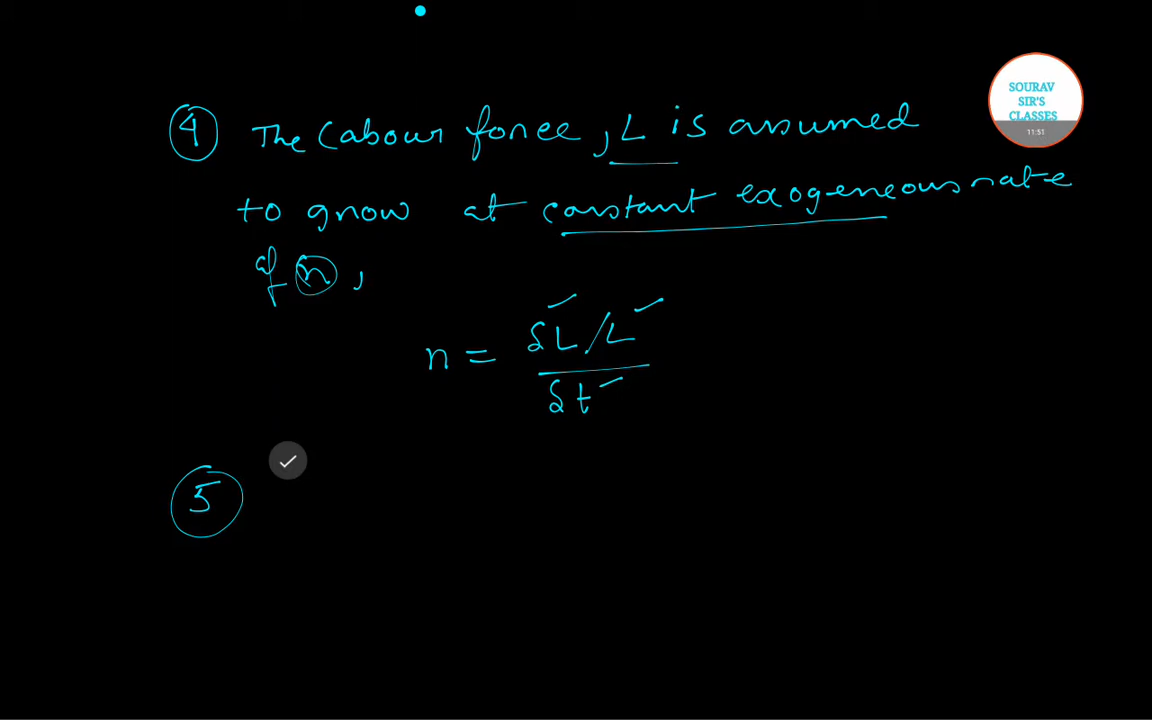 SOURAV
SIR'S
CLASSES
11:51
4 The Labour force, L is assumed
to grow at constant exogeneous rate
of n,
n = δL/L
δt
5